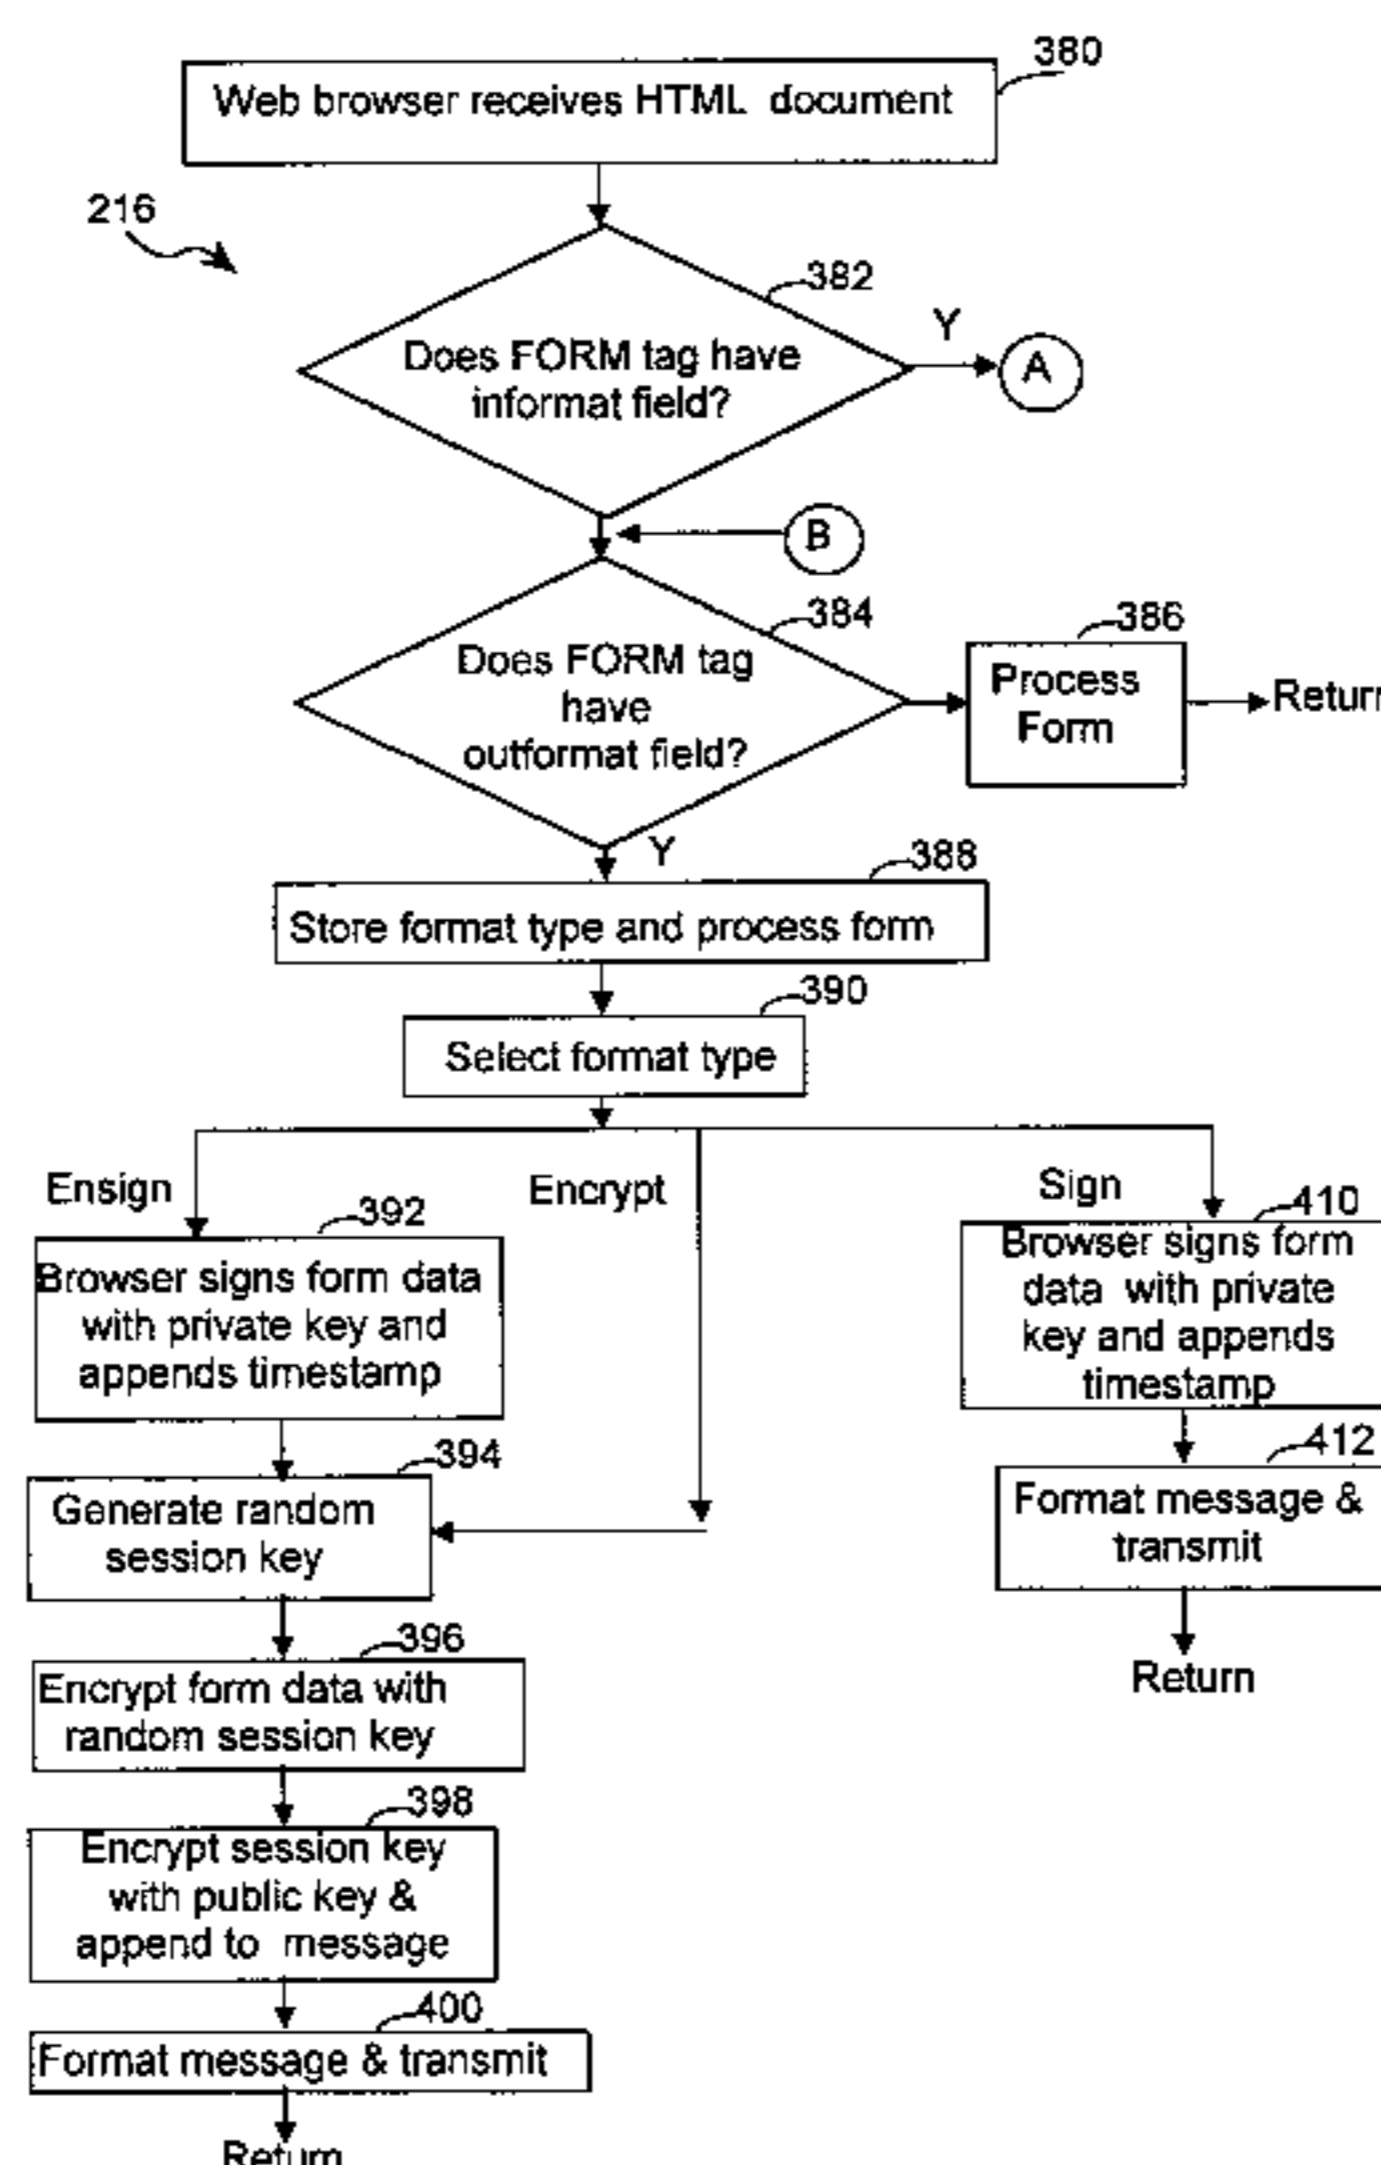 380
Web browser receives HTML document
216
382
Does FORM tag have
informat field?
Y
A
B
384
Does FORM tag
have
outformat field?
386
Process
Form
Return
Y
388
Store format type and process form
390
Select format type
Ensign
Encrypt
Sign
392
Browser signs form data
with private key and
appends timestamp
410
Browser signs form
data with private
key and appends
timestamp
394
Generate random
session key
412
Format message &
transmit
Return
396
Encrypt form data with
random session key
398
Encrypt session key
with public key &
append to message
400
Format message & transmit
Return